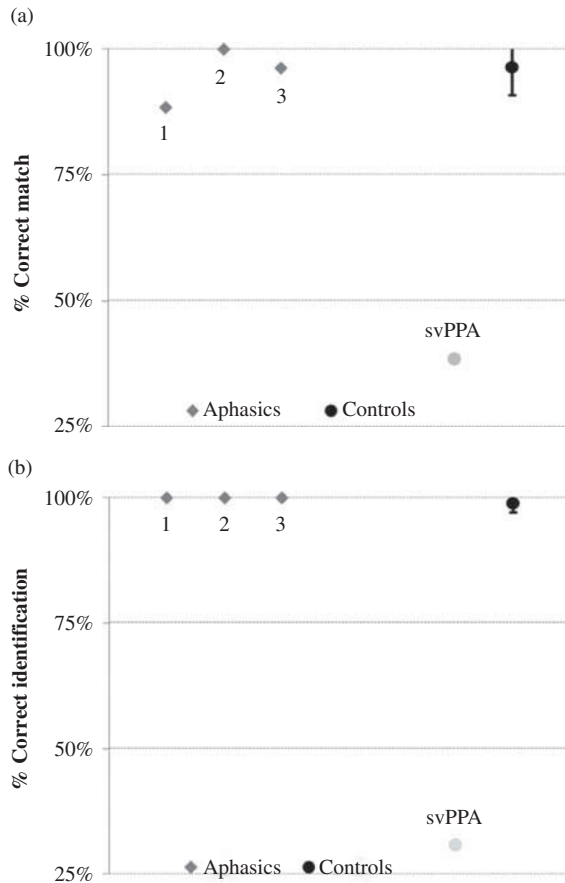 (a)
100%
2
3
1
75%
% Correct match
50%
svPPA
Aphasics Controls
25%
(b)
100%
1 2 3
75%
% Correct identification
50%
svPPA
Aphasics Controls
25%